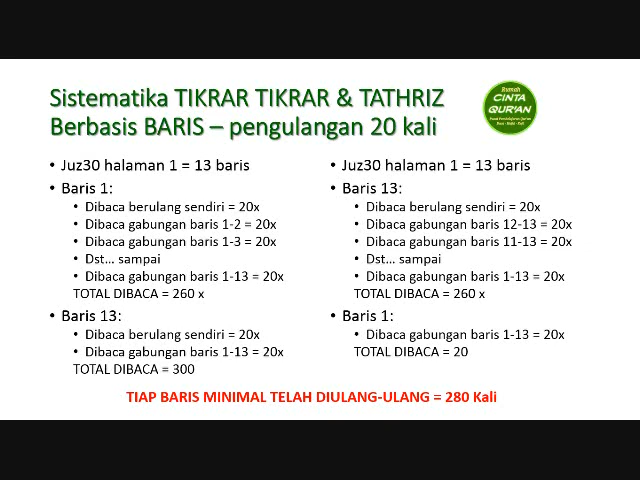 Sistematika TIKRAR TIKRAR & TATHRIZ
Berbasis BARIS – pengulangan 20 kali
Rumah
CINTA
QUR'AN
• Juz30 halaman 1 = 13 baris
• Baris 1:
• Dibaca berulang sendiri = 20x
• Dibaca gabungan baris 1-2 = 20x
• Dibaca gabungan baris 1-3 = 20x
• Dst... sampai
• Dibaca gabungan baris 1-13 = 20x
TOTAL DIBACA = 260 x
• Baris 13:
• Dibaca berulang sendiri = 20x
• Dibaca gabungan baris 1-13 = 20x
TOTAL DIBACA = 300
• Juz30 halaman 1 = 13 baris
• Baris 13:
• Dibaca berulang sendiri = 20x
• Dibaca gabungan baris 12-13 = 20x
• Dibaca gabungan baris 11-13 = 20x
• Dst... sampai
• Dibaca gabungan baris 1-13 = 20x
TOTAL DIBACA = 260 x
• Baris 1:
• Dibaca gabungan baris 1-13 = 20x
TOTAL DIBACA = 20
TIAP BARIS MINIMAL TELAH DIULANG-ULANG = 280 Kali